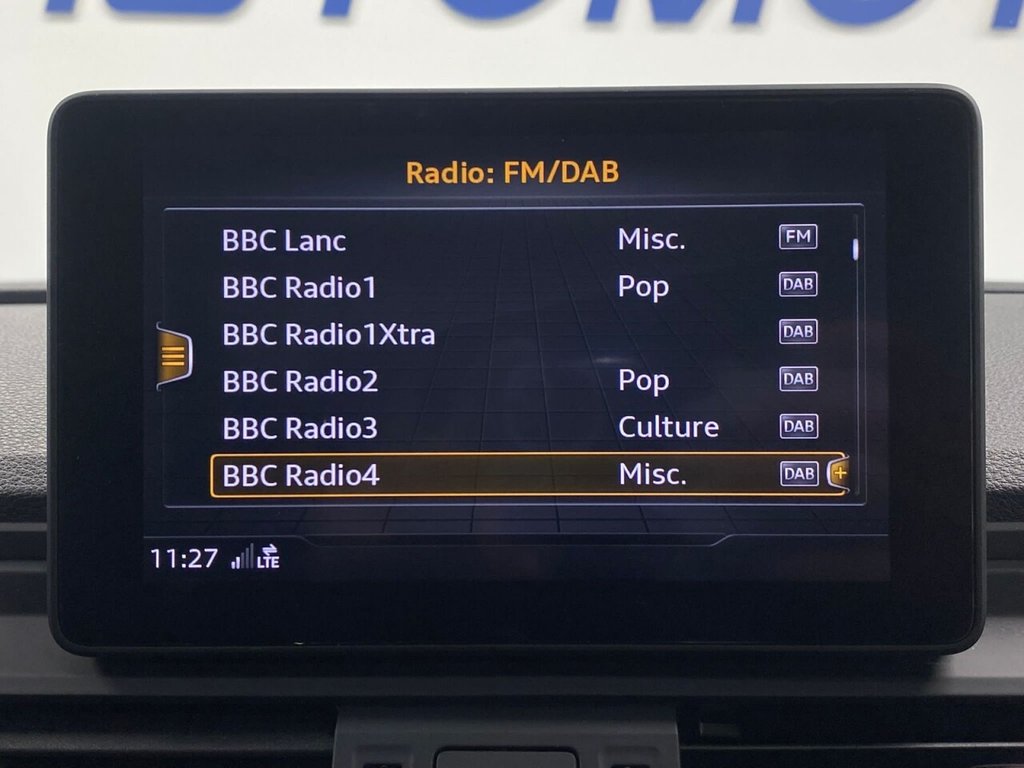 Radio: FM/DAB
BBC Lanc Misc. FM
BBC Radio1 Pop DAB
BBC Radio1Xtra DAB
BBC Radio2 Pop DAB
BBC Radio3 Culture DAB
BBC Radio4 Misc. DAB +
11:27 LTE